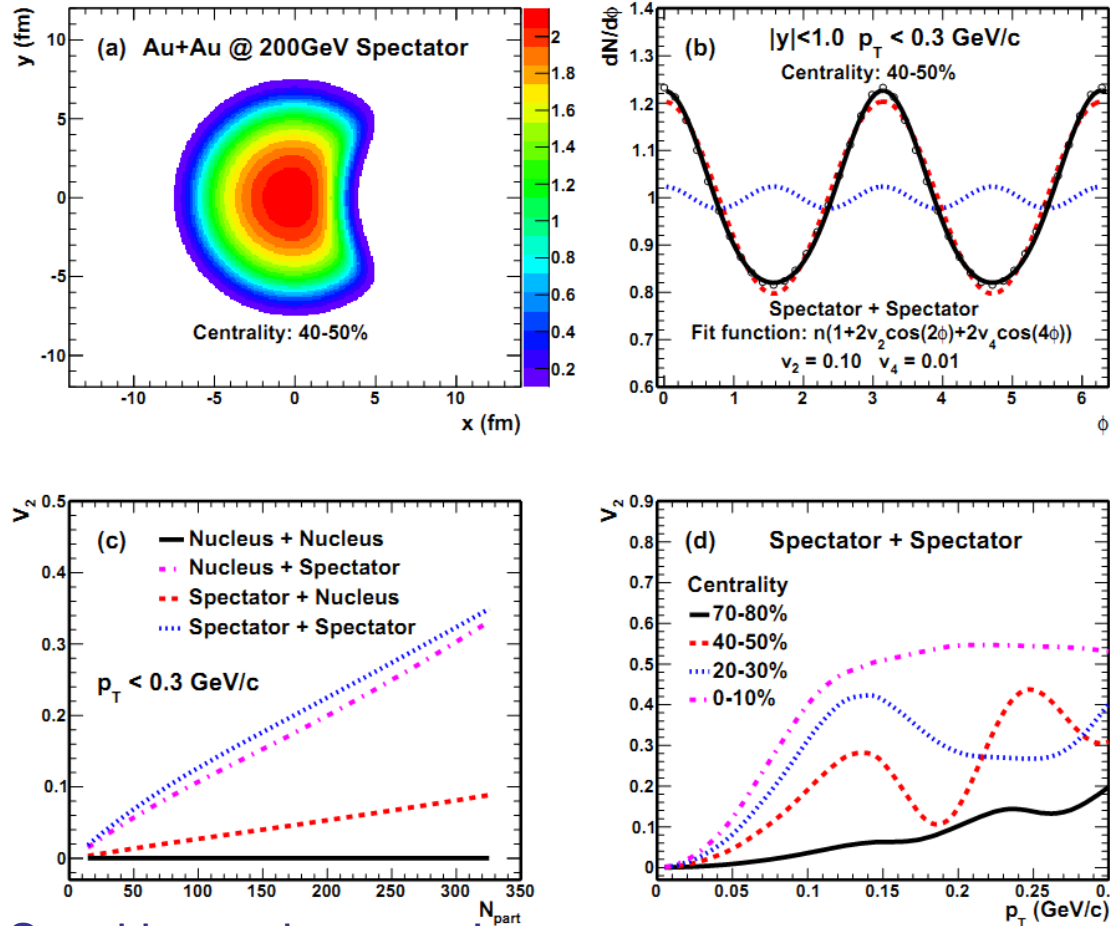 y (fm)
(a) Au+Au @ 200GeV Spectator
10
5
0
-5
-10
Centrality: 40-50%
-10 -5 0 5 10
x (fm)
2
1.8
1.6
1.4
1.2
1
0.8
0.6
0.4
0.2
dN/dϕ
1.4
1.3
1.2
1.1
1.0
0.9
0.8
0.7
0.6
(b) |y|<1.0 p_T < 0.3 GeV/c
Centrality: 40-50%
Spectator + Spectator
Fit function: n(1+2v_2cos(2ϕ)+2v_4cos(4ϕ))
v_2 = 0.10 v_4 = 0.01
0 1 2 3 4 5 6
ϕ
V_2
0.5
0.4
0.3
0.2
0.1
0
(c)
Nucleus + Nucleus
Nucleus + Spectator
Spectator + Nucleus
Spectator + Spectator
p_T < 0.3 GeV/c
0 50 100 150 200 250 300 350
N_part
V_2
0.9
0.8
0.7
0.6
0.5
0.4
0.3
0.2
0.1
0
(d) Spectator + Spectator
Centrality
70-80%
40-50%
20-30%
0-10%
0 0.05 0.1 0.15 0.2 0.25 0.
p_T (GeV/c)